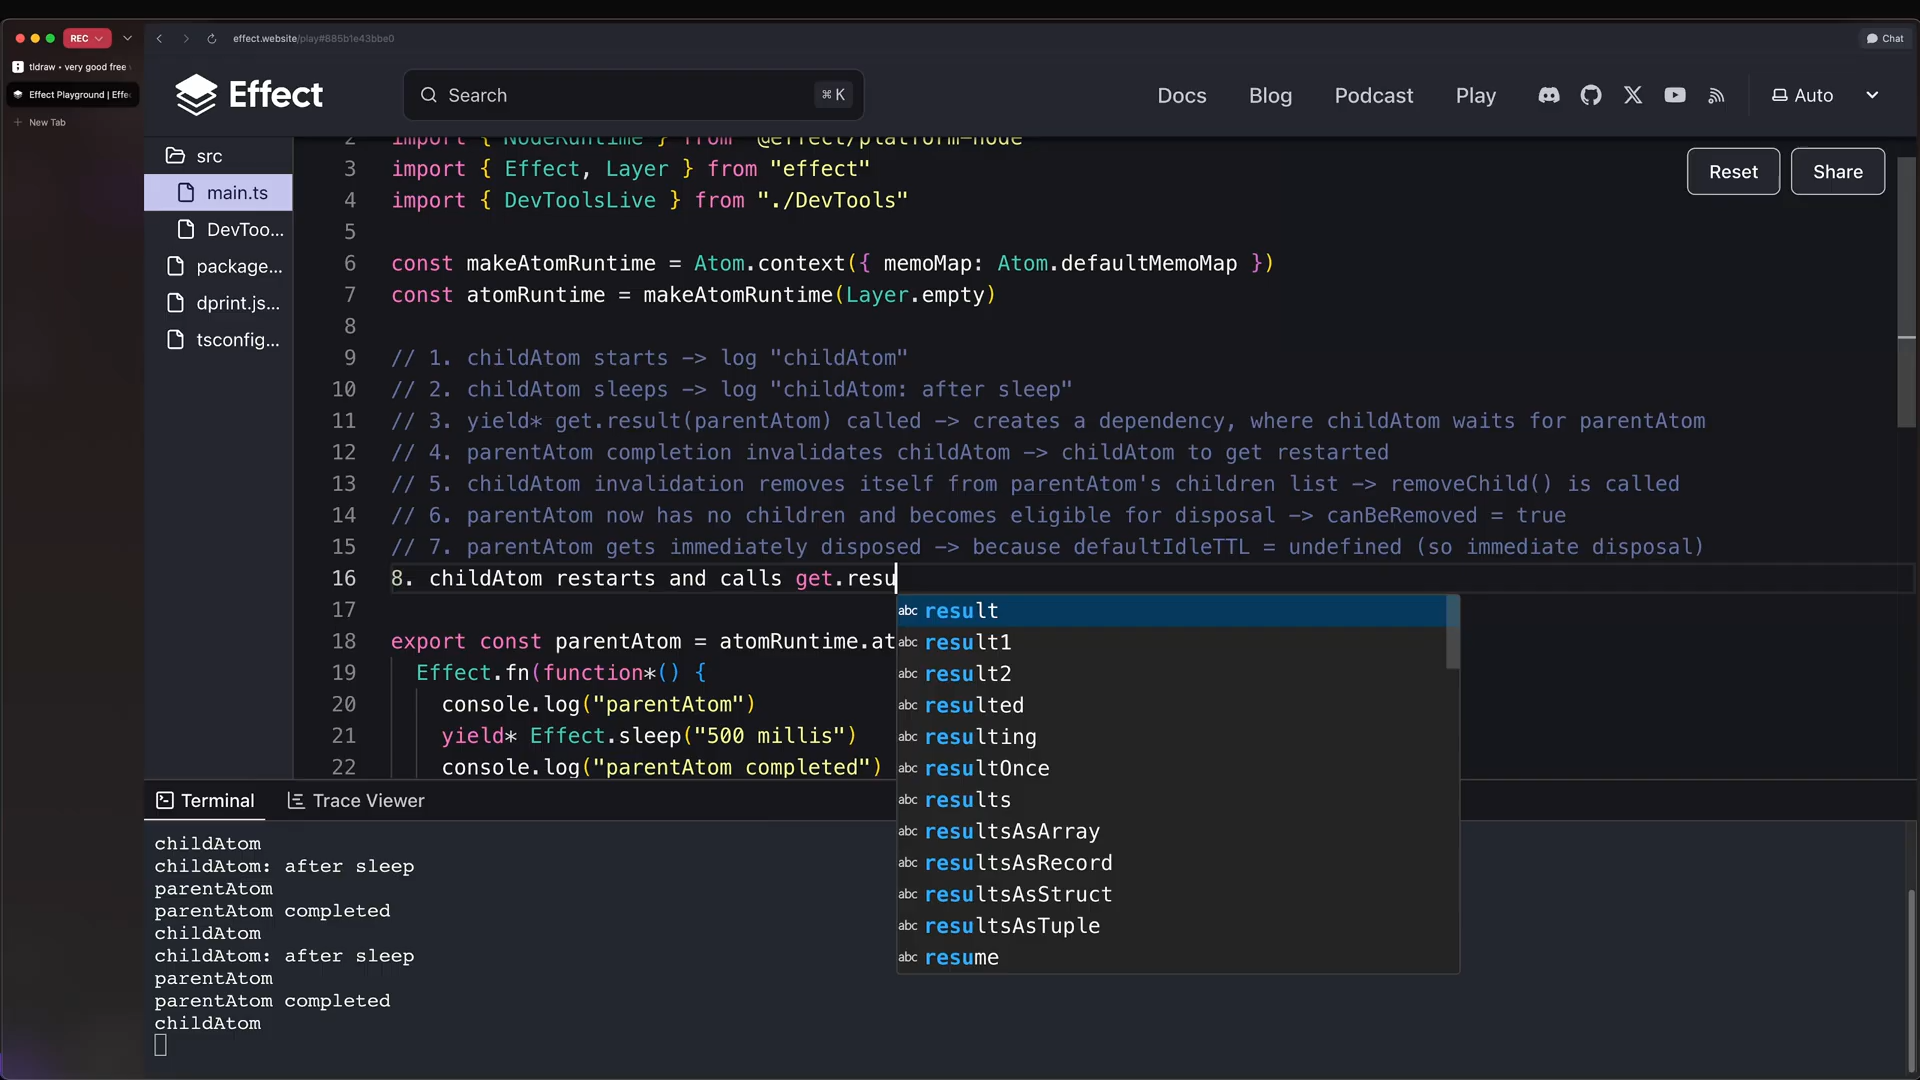 REC
effect.website/play#885b1e43bbe0
Chat
tldraw • very good free
Effect Playground | Effe
New Tab
Effect
Search
⌘ K
Docs
Blog
Podcast
Play
Auto
src
main.ts
DevToo...
package...
dprint.js...
tsconfig...
Reset
Share
2 import { NodeRuntime } from "@effect/platform-node
3 import { Effect, Layer } from "effect"
4 import { DevToolsLive } from "./DevTools"
5
6 const makeAtomRuntime = Atom.context({ memoMap: Atom.defaultMemoMap })
7 const atomRuntime = makeAtomRuntime(Layer.empty)
8
9 // 1. childAtom starts -> log "childAtom"
10 // 2. childAtom sleeps -> log "childAtom: after sleep"
11 // 3. yield* get.result(parentAtom) called -> creates a dependency, where childAtom waits for parentAtom
12 // 4. parentAtom completion invalidates childAtom -> childAtom to get restarted
13 // 5. childAtom invalidation removes itself from parentAtom's children list -> removeChild() is called
14 // 6. parentAtom now has no children and becomes eligible for disposal -> canBeRemoved = true
15 // 7. parentAtom gets immediately disposed -> because defaultIdleTTL = undefined (so immediate disposal)
16 8. childAtom restarts and calls get.resu
17
18 export const parentAtom = atomRuntime.at
19 Effect.fn(function*() {
20 console.log("parentAtom")
21 yield* Effect.sleep("500 millis")
22 console.log("parentAtom completed")
abc result
abc result1
abc result2
abc resulted
abc resulting
abc resultOnce
abc results
abc resultsAsArray
abc resultsAsRecord
abc resultsAsStruct
abc resultsAsTuple
abc resume
Terminal
Trace Viewer
childAtom
childAtom: after sleep
parentAtom
parentAtom completed
childAtom
childAtom: after sleep
parentAtom
parentAtom completed
childAtom